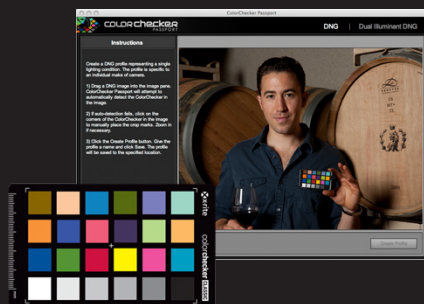 ColorChecker Passport
COLORCHECKER
PASSPORT
DNG | Dual Illuminant DNG
Instructions
Create a DNG profile representing a single
lighting condition. The profile is specific to
an individual make of camera.
1) Drag a DNG image into the image pane.
ColorChecker Passport will attempt to
automatically detect the ColorChecker in
the image.
2) If auto-detection fails, click on the
corners of the ColorChecker in the image
to manually place the crop marks. Zoom in
if necessary.
3) Click the Create Profile button. Give the
profile a name and click Save. The profile
will be saved to the specified location.
Create Profile
x-rite
colorchecker CLASSIC